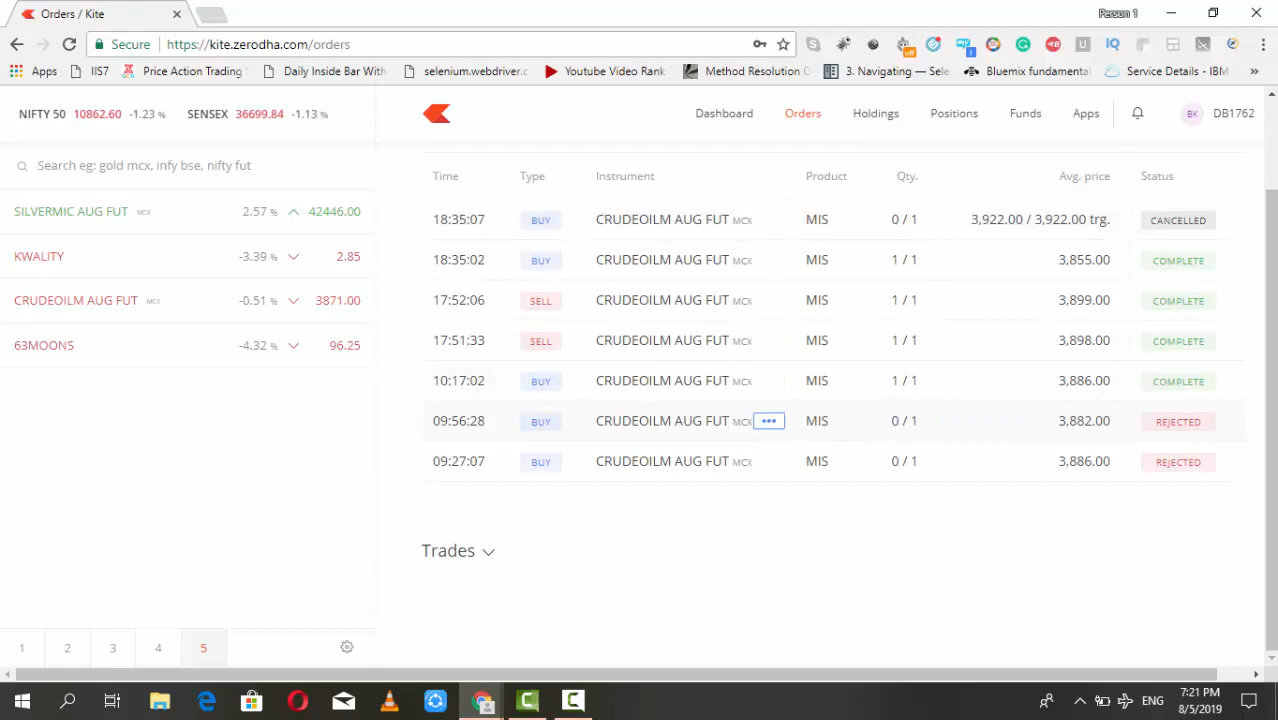 Orders / Kite
Person 1
Secure https://kite.zerodha.com/orders
Apps IIS7 Price Action Trading Daily Inside Bar With selenium.webdriver.c Youtube Video Rank Method Resolution 3. Navigating — Sele Bluemix fundamental Service Details - IBM »
NIFTY 50 10862.60 -1.23 % SENSEX 36699.84 -1.13 %
Dashboard Orders Holdings Positions Funds Apps BK DB1762
Search eg: gold mcx, infy bse, nifty fut
SILVERMIC AUG FUT MCX 2.57 % 42446.00
KWALITY -3.39 % 2.85
CRUDEOILM AUG FUT MCX -0.51 % 3871.00
63MOONS -4.32 % 96.25
1 2 3 4 5
Time Type Instrument Product Qty. Avg. price Status
18:35:07 BUY CRUDEOILM AUG FUT MCX MIS 0 / 1 3,922.00 / 3,922.00 trg. CANCELLED
18:35:02 BUY CRUDEOILM AUG FUT MCX MIS 1 / 1 3,855.00 COMPLETE
17:52:06 SELL CRUDEOILM AUG FUT MCX MIS 1 / 1 3,899.00 COMPLETE
17:51:33 SELL CRUDEOILM AUG FUT MCX MIS 1 / 1 3,898.00 COMPLETE
10:17:02 BUY CRUDEOILM AUG FUT MCX MIS 1 / 1 3,886.00 COMPLETE
09:56:28 BUY CRUDEOILM AUG FUT MCX ••• MIS 0 / 1 3,882.00 REJECTED
09:27:07 BUY CRUDEOILM AUG FUT MCX MIS 0 / 1 3,886.00 REJECTED
Trades
ENG
7:21 PM
8/5/2019